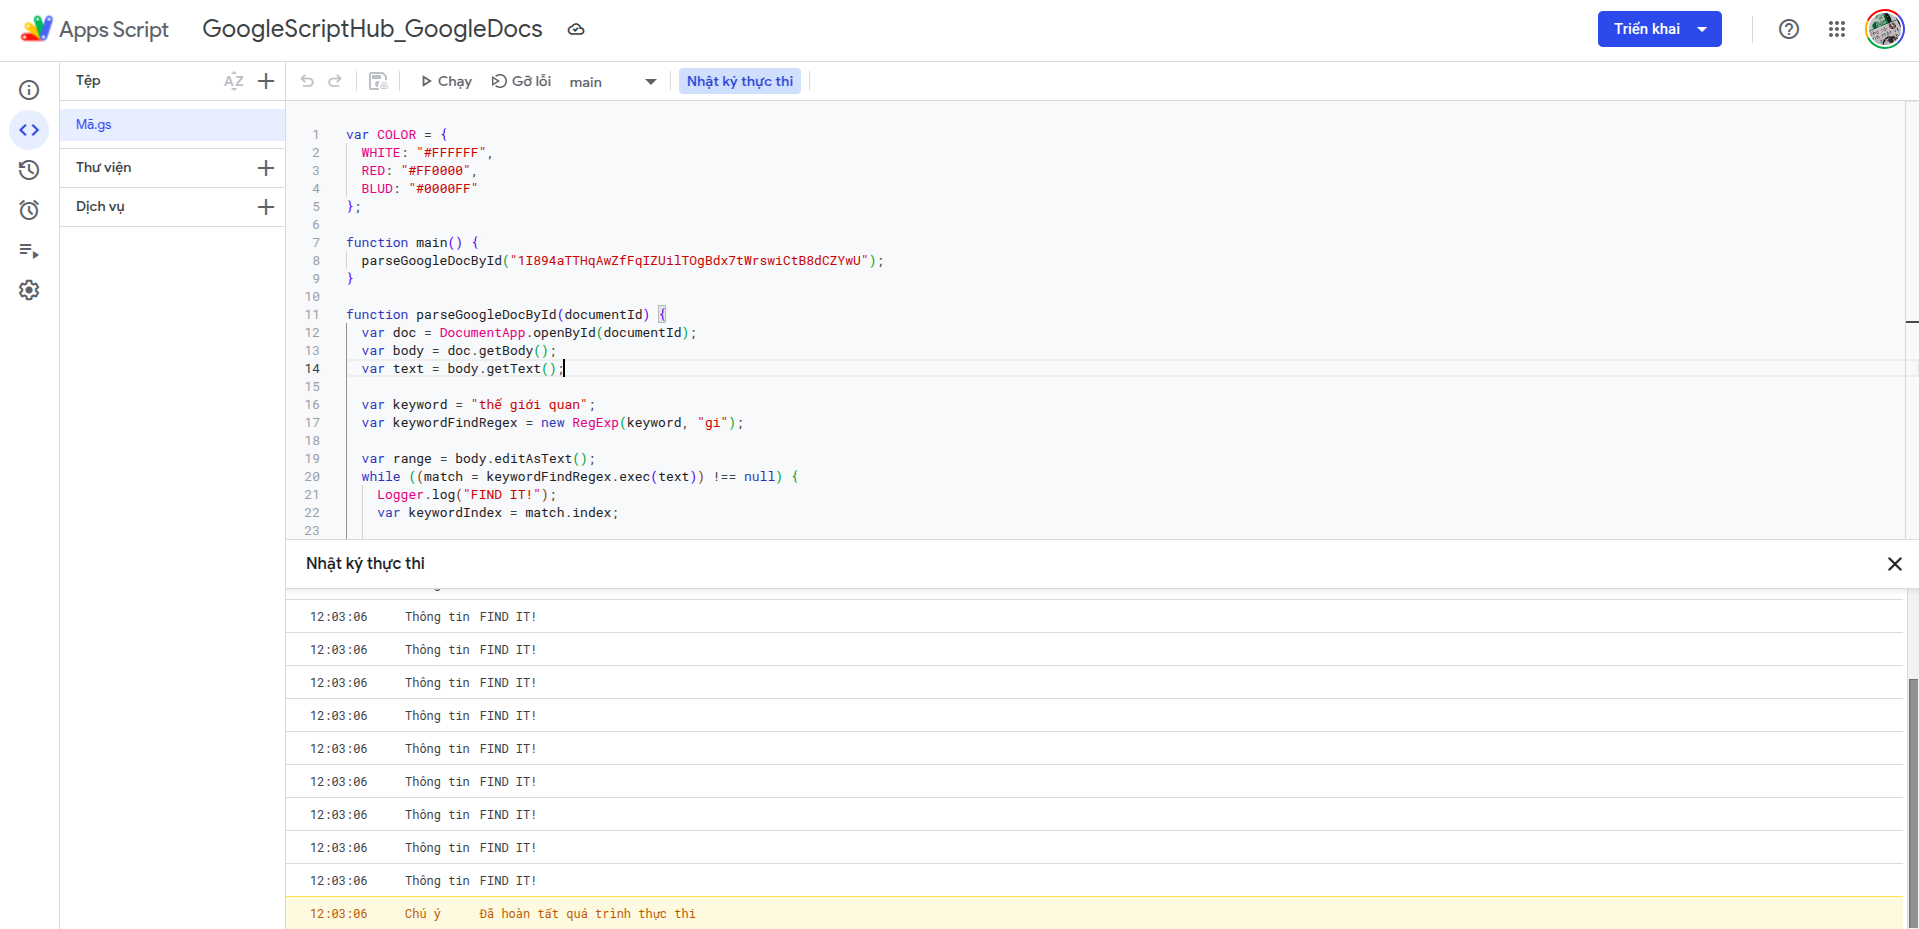 Apps Script
GoogleScriptHub_GoogleDocs
Triển khai
Tệp
AZ
Chạy
Gỡ lỗi
main
Nhật ký thực thi
Mã.gs
Thư viện
Dịch vụ
1 var COLOR = {
2 WHITE: "#FFFFFF",
3 RED: "#FF0000",
4 BLUD: "#0000FF"
5 };
6
7 function main() {
8 parseGoogleDocById("1I894aTTHqAwZfFqIZUilTOgBdx7tWrswiCtB8dCZYwU");
9 }
10
11 function parseGoogleDocById(documentId) {
12 var doc = DocumentApp.openById(documentId);
13 var body = doc.getBody();
14 var text = body.getText();
15
16 var keyword = "thế giới quan";
17 var keywordFindRegex = new RegExp(keyword, "gi");
18
19 var range = body.editAsText();
20 while ((match = keywordFindRegex.exec(text)) !== null) {
21 Logger.log("FIND IT!");
22 var keywordIndex = match.index;
23
Nhật ký thực thi
12:03:06 Thông tin FIND IT!
12:03:06 Thông tin FIND IT!
12:03:06 Thông tin FIND IT!
12:03:06 Thông tin FIND IT!
12:03:06 Thông tin FIND IT!
12:03:06 Thông tin FIND IT!
12:03:06 Thông tin FIND IT!
12:03:06 Thông tin FIND IT!
12:03:06 Thông tin FIND IT!
12:03:06 Chú ý Đã hoàn tất quá trình thực thi